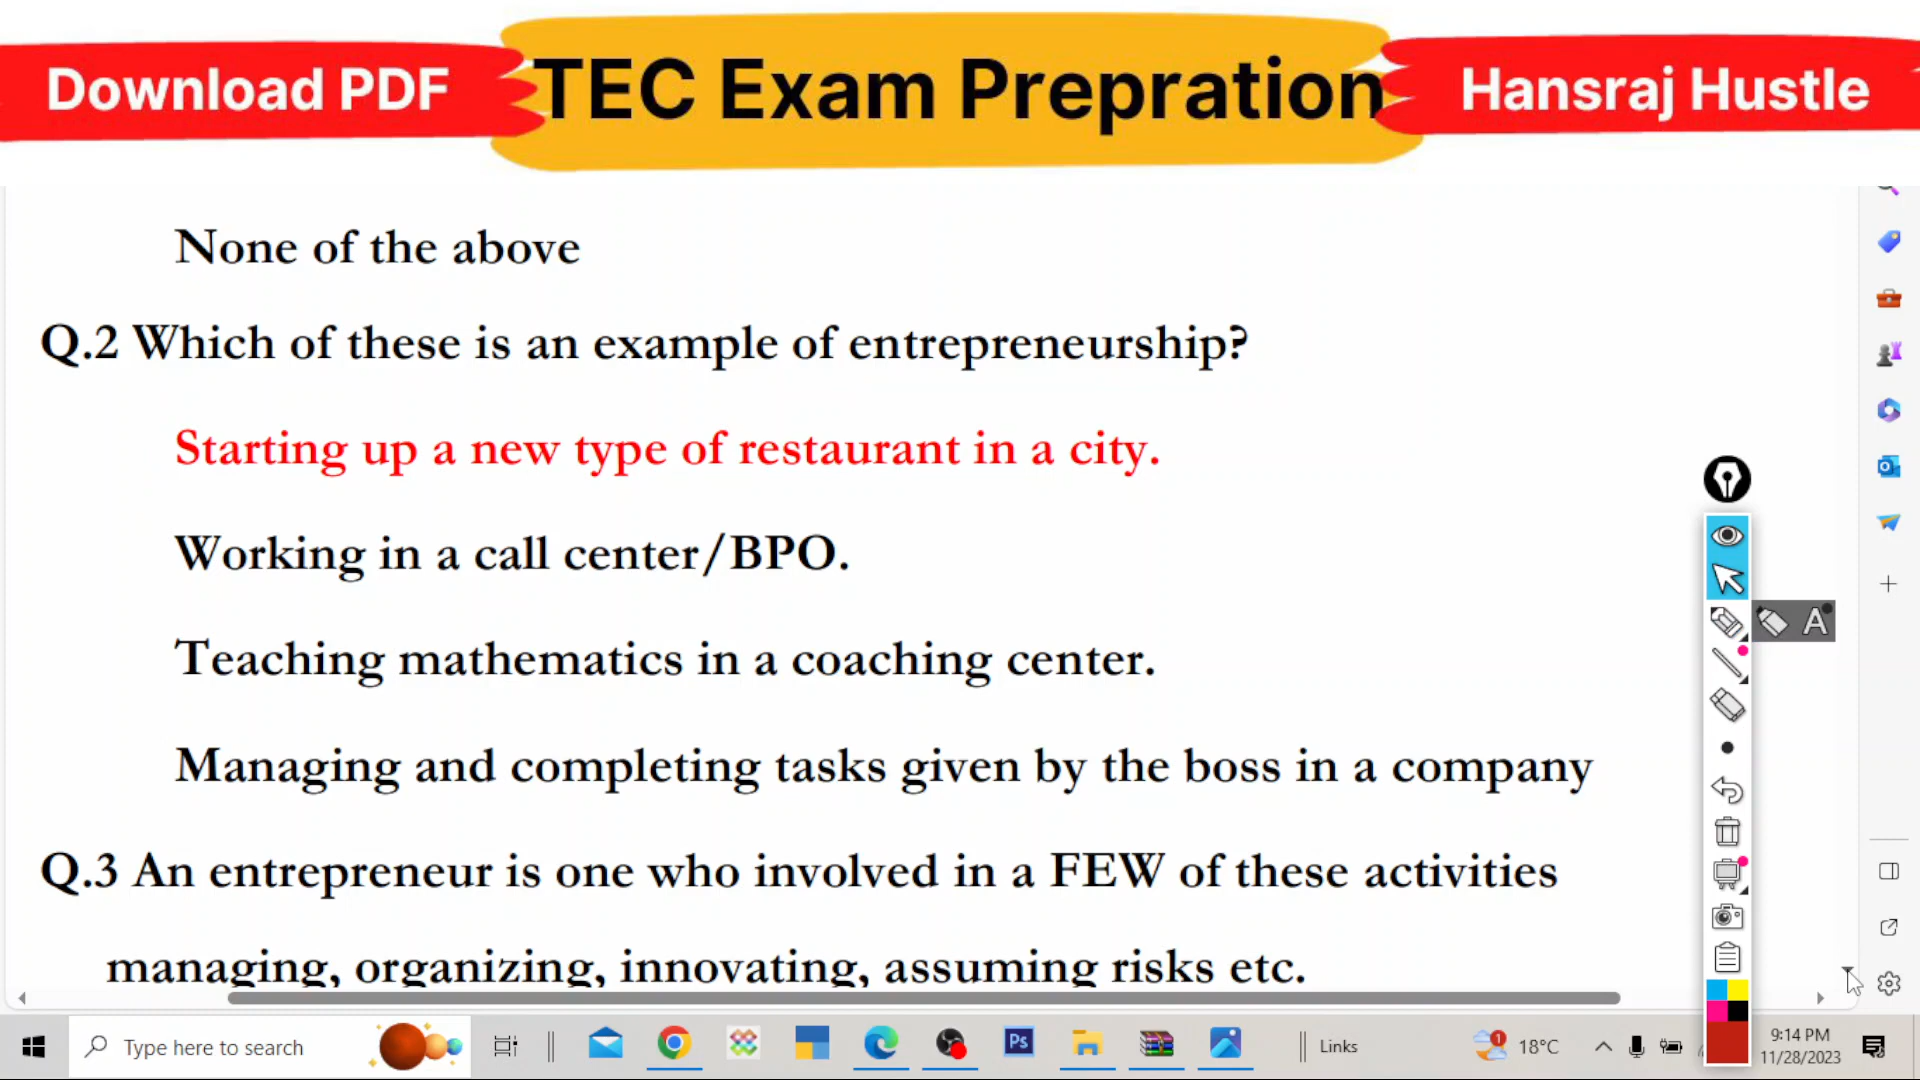 Download PDF
TEC Exam Prepration
Hansraj Hustle
None of the above
Q.2 Which of these is an example of entrepreneurship?
Starting up a new type of restaurant in a city.
Working in a call center/BPO.
Teaching mathematics in a coaching center.
Managing and completing tasks given by the boss in a company
Q.3 An entrepreneur is one who involved in a FEW of these activities
managing, organizing, innovating, assuming risks etc.
A
Type here to search
Ps
1
18°C
Links
9:14 PM
11/28/2023